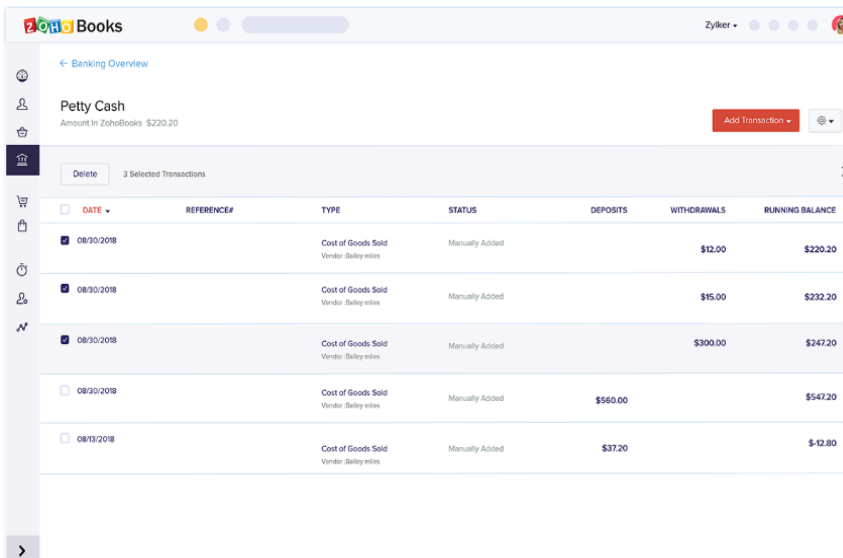 ZOHO Books
Zylker
← Banking Overview
Petty Cash
Amount in ZohoBooks $220.20
Add Transaction
Delete 3 Selected Transactions
DATE REFERENCE# TYPE STATUS DEPOSITS WITHDRAWALS RUNNING BALANCE
08/30/2018 Cost of Goods Sold Manually Added $12.00 $220.20
Vendor :Bailey miles
08/30/2018 Cost of Goods Sold Manually Added $15.00 $232.20
Vendor :Bailey miles
08/30/2018 Cost of Goods Sold Manually Added $300.00 $247.20
Vendor :Bailey miles
08/30/2018 Cost of Goods Sold Manually Added $560.00 $547.20
Vendor :Bailey miles
08/13/2018 Cost of Goods Sold Manually Added $37.20 $-12.80
Vendor :Bailey miles